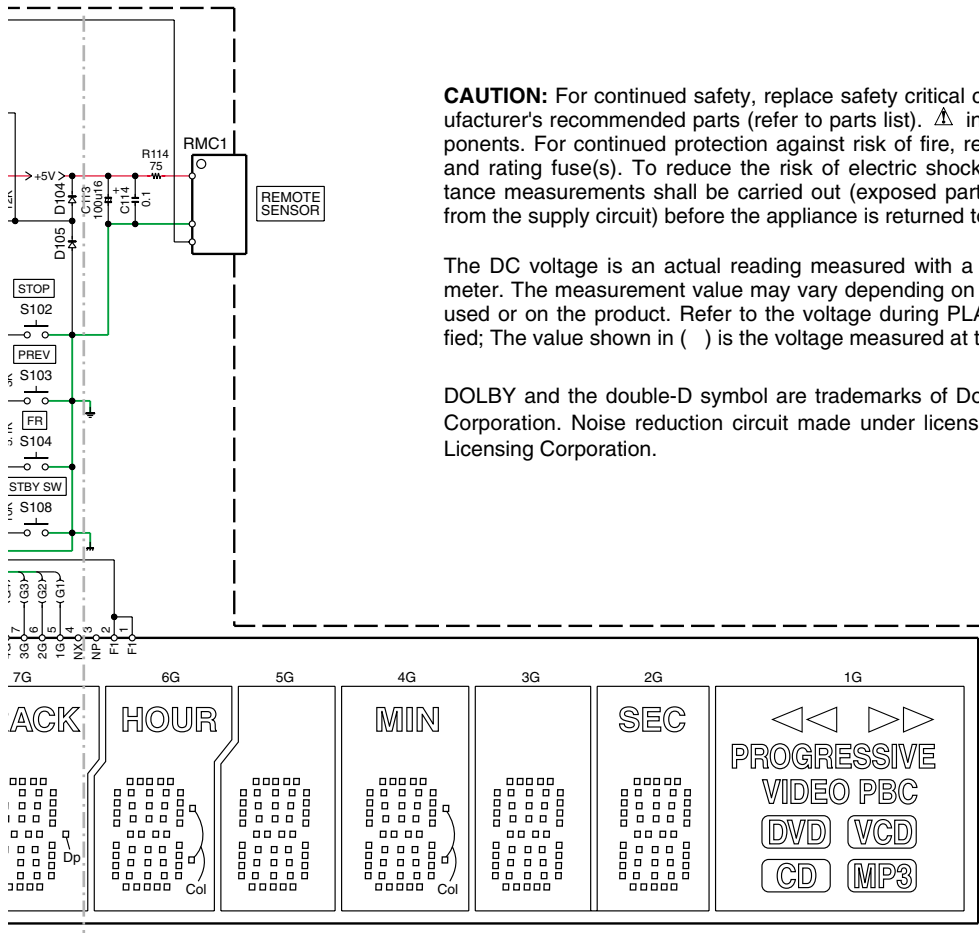 CAUTION: For continued safety, replace safety critical
ufacturer's recommended parts (refer to parts list). ⚠ in
ponents. For continued protection against risk of fire, re
and rating fuse(s). To reduce the risk of electric shock
tance measurements shall be carried out (exposed part
from the supply circuit) before the appliance is returned t
The DC voltage is an actual reading measured with a
meter. The measurement value may vary depending on
used or on the product. Refer to the voltage during PLA
fied; The value shown in ( ) is the voltage measured at t
DOLBY and the double-D symbol are trademarks of Do
Corporation. Noise reduction circuit made under licens
Licensing Corporation.
RMC1
R114
75
REMOTE
SENSOR
+5V
D104
C113
100u16
+
C114
0.1
D105
STOP
S102
PREV
S103
FR
S104
STBY SW
S108
(G3)
(G2)
(G1)
7
6
5
4
3
2
1
3G
2G
1G
NX
NP
F1
F1
7G
6G
5G
4G
3G
2G
1G
ACK
HOUR
MIN
SEC
PROGRESSIVE
VIDEO PBC
DVD
VCD
CD
MP3
Dp
Col
Col